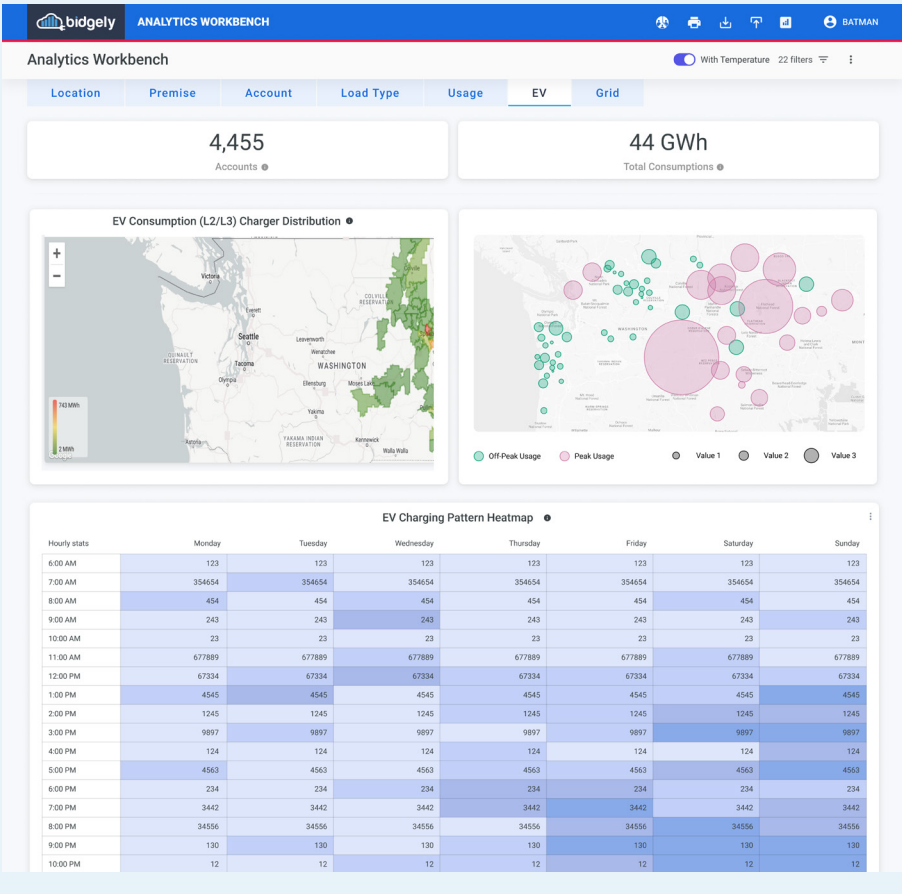 bidgely ANALYTICS WORKBENCH BATMAN
Analytics Workbench With Temperature 22 filters
Location Premise Account Load Type Usage EV Grid
4,455
Accounts
44 GWh
Total Consumptions
EV Consumption (L2/L3) Charger Distribution
+
−
Victoria
Colville
COLVILLE
RESERVATION
Everett
Seattle
Leavenworth
Wenatchee
QUINAULT
RESERVATION
Tacoma
WASHINGTON
Olympia
Ellensburg
Moses Lake
Yakima
YAKAMA INDIAN
RESERVATION
Astoria
Kennewick
Walla Walla
743 MWh
2 MWh
WASHINGTON
MONT
Off-Peak Usage Peak Usage Value 1 Value 2 Value 3
EV Charging Pattern Heatmap
Hourly stats Monday Tuesday Wednesday Thursday Friday Saturday Sunday
6:00 AM 123 123 123 123 123 123 123
7:00 AM 354654 354654 354654 354654 354654 354654 354654
8:00 AM 454 454 454 454 454 454 454
9:00 AM 243 243 243 243 243 243 243
10:00 AM 23 23 23 23 23 23 23
11:00 AM 677889 677889 677889 677889 677889 677889 677889
12:00 PM 67334 67334 67334 67334 67334 67334 67334
1:00 PM 4545 4545 4545 4545 4545 4545 4545
2:00 PM 1245 1245 1245 1245 1245 1245 1245
3:00 PM 9897 9897 9897 9897 9897 9897 9897
4:00 PM 124 124 124 124 124 124 124
5:00 PM 4563 4563 4563 4563 4563 4563 4563
6:00 PM 234 234 234 234 234 234 234
7:00 PM 3442 3442 3442 3442 3442 3442 3442
8:00 PM 34556 34556 34556 34556 34556 34556 34556
9:00 PM 130 130 130 130 130 130 130
10:00 PM 12 12 12 12 12 12 12